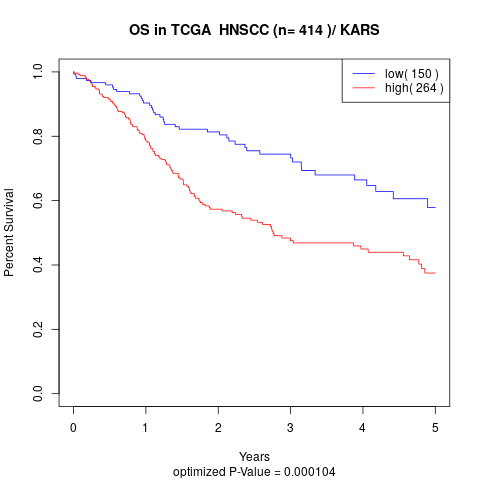 OS in TCGA  HNSCC (n= 414 )/ KARS
low( 150 )
high( 264 )
1.0
0.8
0.6
0.4
0.2
0.0
Percent Survival
0 1 2 3 4 5
Years
optimized P-Value = 0.000104